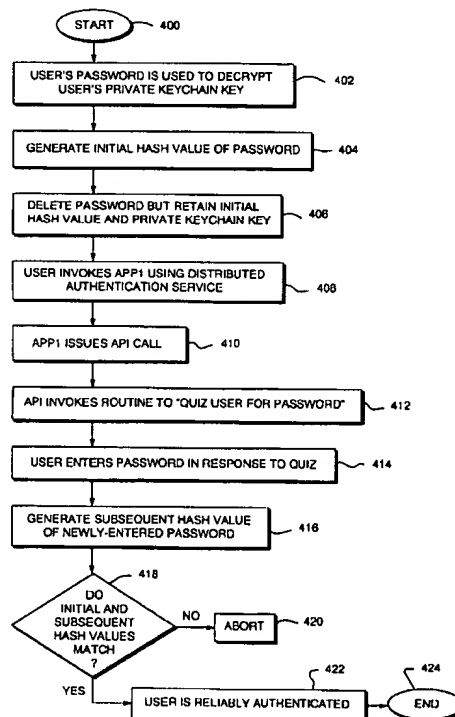 START
400
USER'S PASSWORD IS USED TO DECRYPT
USER'S PRIVATE KEYCHAIN KEY
402
GENERATE INITIAL HASH VALUE OF PASSWORD
404
DELETE PASSWORD BUT RETAIN INITIAL
HASH VALUE AND PRIVATE KEYCHAIN KEY
406
USER INVOKES APP1 USING DISTRIBUTED
AUTHENTICATION SERVICE
408
APP1 ISSUES API CALL
410
API INVOKES ROUTINE TO "QUIZ USER FOR PASSWORD"
412
USER ENTERS PASSWORD IN RESPONSE TO QUIZ
414
GENERATE SUBSEQUENT HASH VALUE
OF NEWLY-ENTERED PASSWORD
416
418
DO
INITIAL AND
SUBSEQUENT
HASH VALUES
MATCH
?
NO
ABORT
420
YES
422
USER IS RELIABLY AUTHENTICATED
424
END